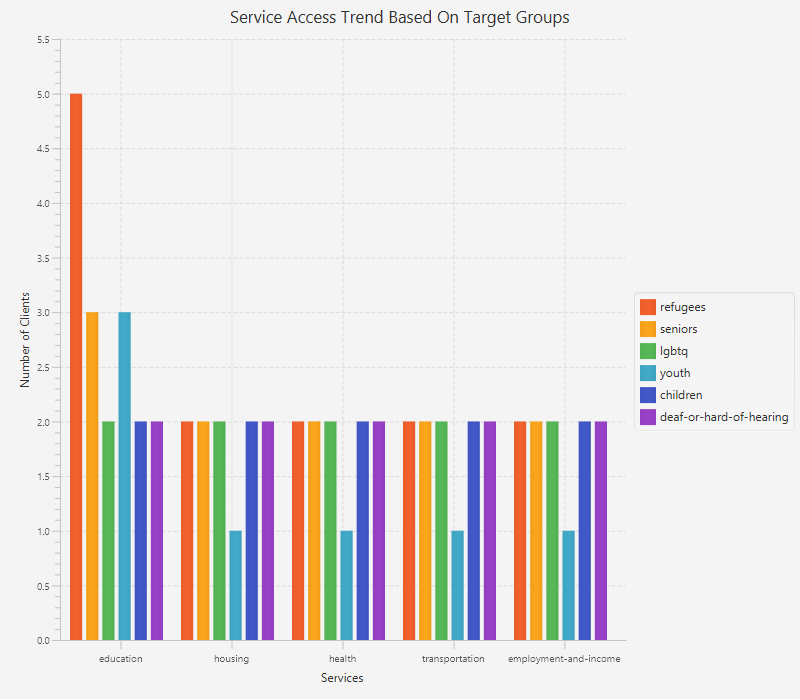 Service Access Trend Based On Target Groups
5.5
5.0
4.5
4.0
3.5
3.0
2.5
2.0
1.5
1.0
0.5
0.0
Number of Clients
education housing health transportation employment-and-income
Services
refugees
seniors
lgbtq
youth
children
deaf-or-hard-of-hearing